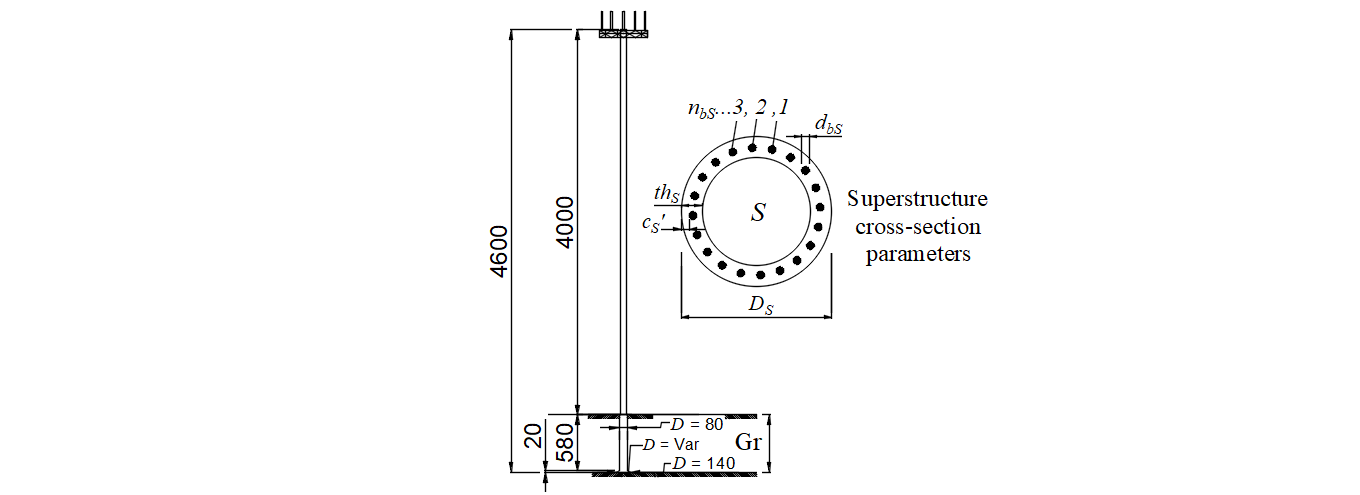 n_bS...3, 2 ,1
d_bS
th_S
S
c_S'
Superstructure
cross-section
parameters
D_S
4600
4000
20
580
D = 80
D = Var
D = 140
Gr